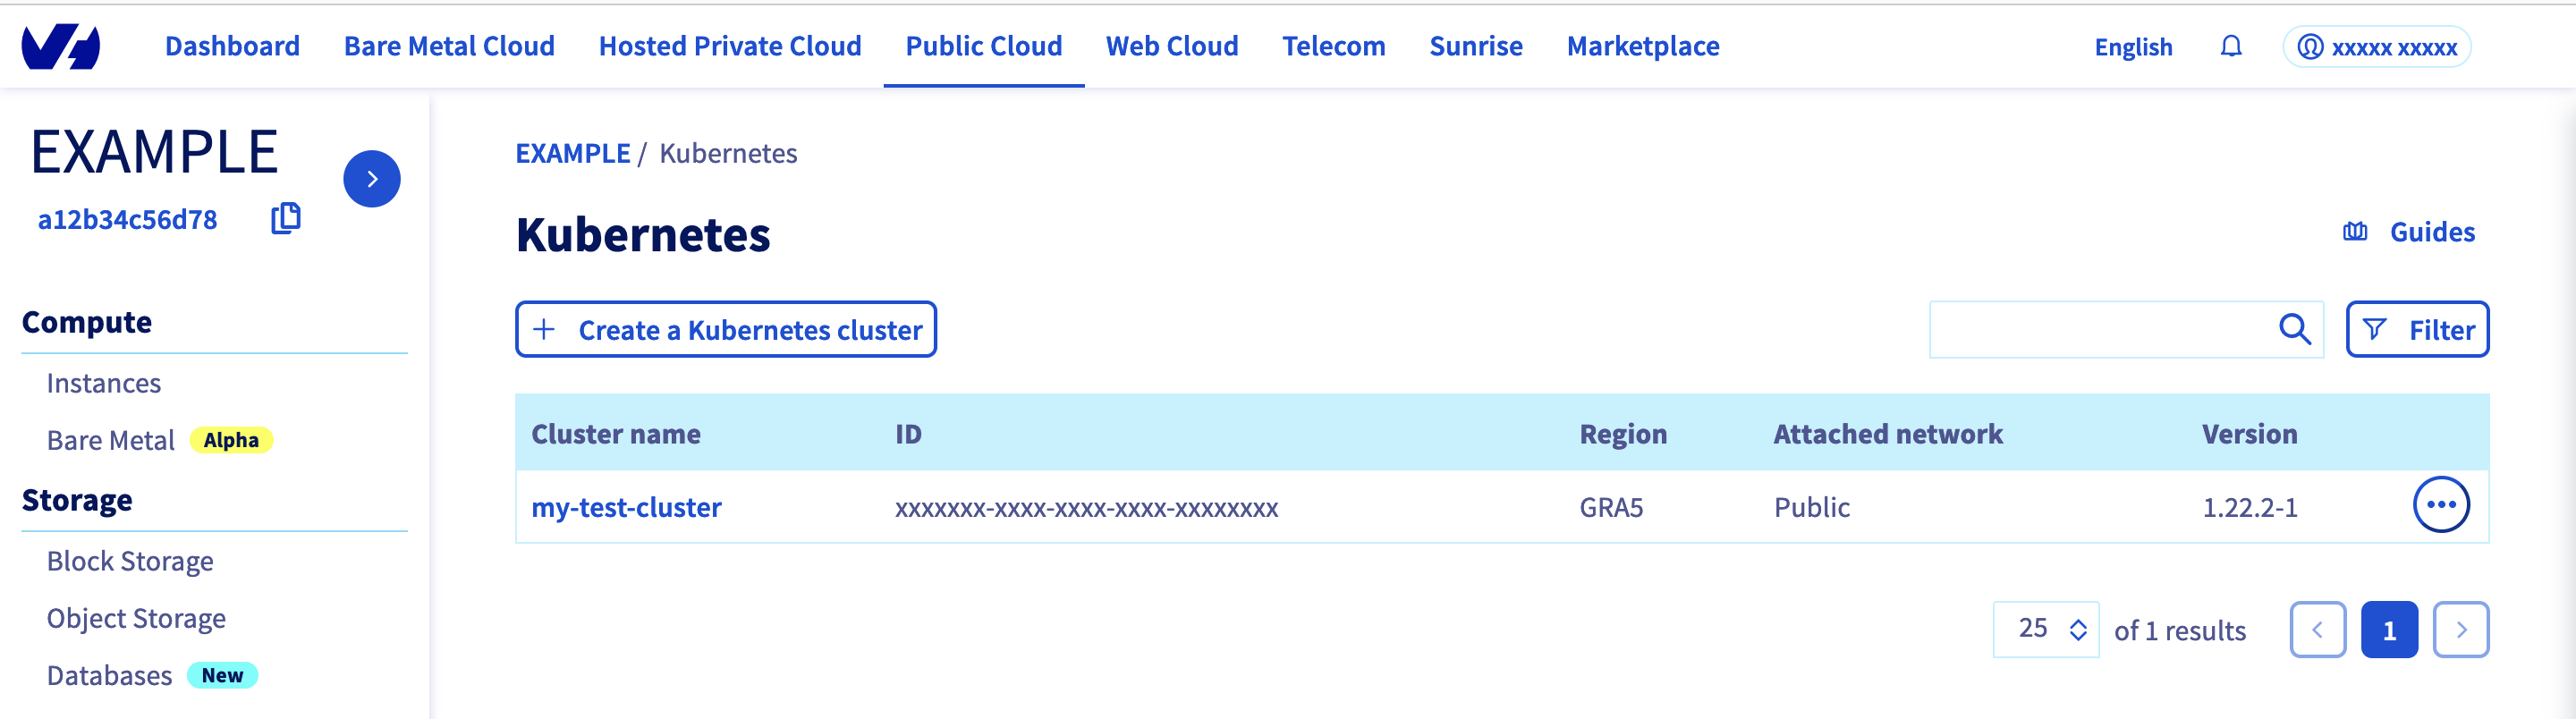 Dashboard Bare Metal Cloud Hosted Private Cloud Public Cloud Web Cloud Telecom Sunrise Marketplace English xxxxx xxxxx
EXAMPLE
a12b34c56d78
Compute
Instances
Bare Metal Alpha
Storage
Block Storage
Object Storage
Databases New
EXAMPLE / Kubernetes
Kubernetes
Guides
+ Create a Kubernetes cluster
Filter
Cluster name ID Region Attached network Version
my-test-cluster xxxxxxx-xxxx-xxxx-xxxx-xxxxxxxx GRA5 Public 1.22.2-1
25 of 1 results 1